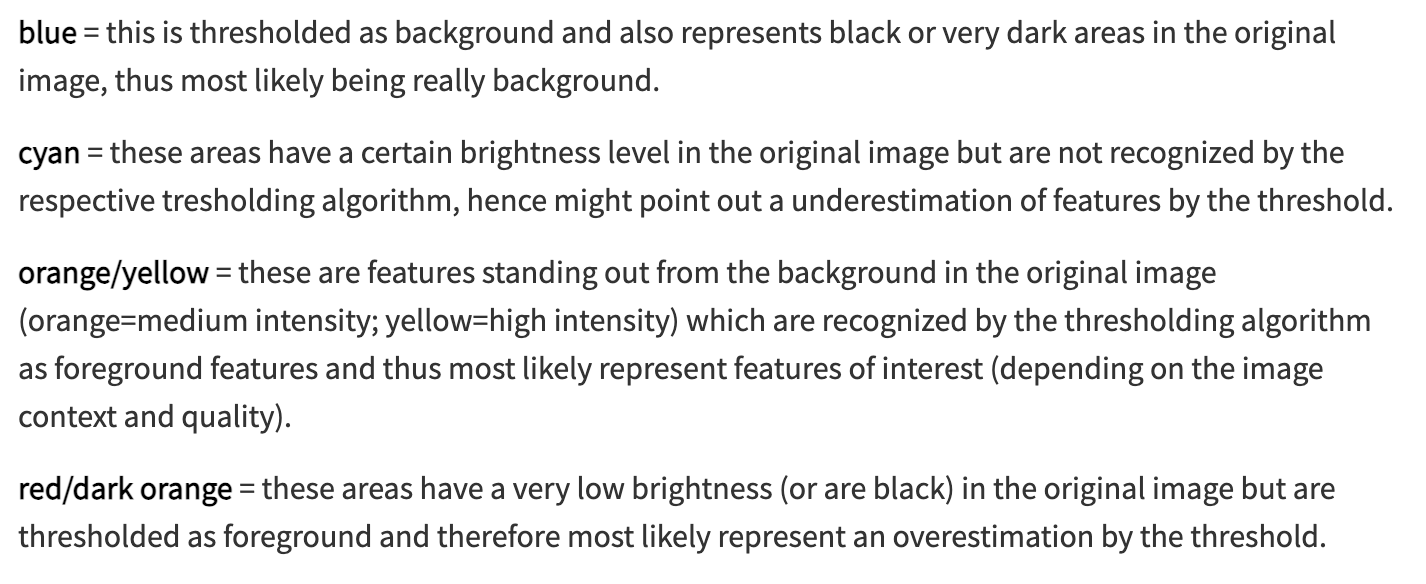 blue = this is thresholded as background and also represents black or very dark areas in the original
image, thus most likely being really background.
cyan = these areas have a certain brightness level in the original image but are not recognized by the
respective tresholding algorithm, hence might point out a underestimation of features by the threshold.
orange/yellow = these are features standing out from the background in the original image
(orange=medium intensity; yellow=high intensity) which are recognized by the thresholding algorithm
as foreground features and thus most likely represent features of interest (depending on the image
context and quality).
red/dark orange = these areas have a very low brightness (or are black) in the original image but are
thresholded as foreground and therefore most likely represent an overestimation by the threshold.